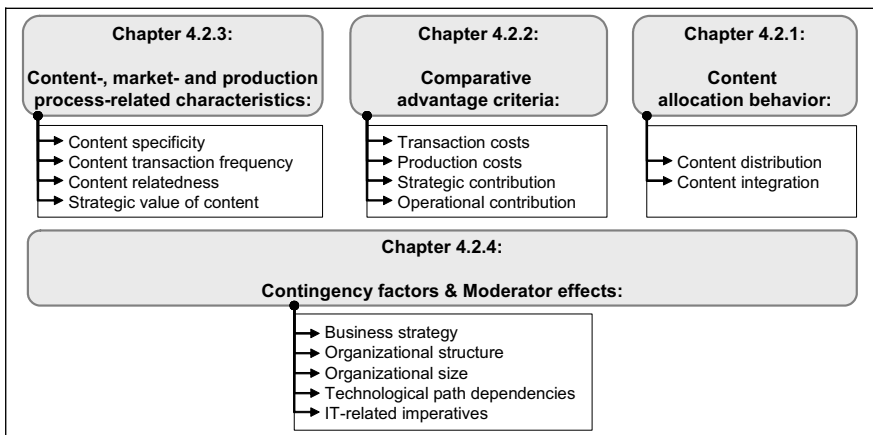 Chapter 4.2.3:
Content-, market- and production
process-related characteristics:
Content specificity
Content transaction frequency
Content relatedness
Strategic value of content
Chapter 4.2.2:
Comparative
advantage criteria:
Transaction costs
Production costs
Strategic contribution
Operational contribution
Chapter 4.2.1:
Content
allocation behavior:
Content distribution
Content integration
Chapter 4.2.4:
Contingency factors & Moderator effects:
Business strategy
Organizational structure
Organizational size
Technological path dependencies
IT-related imperatives